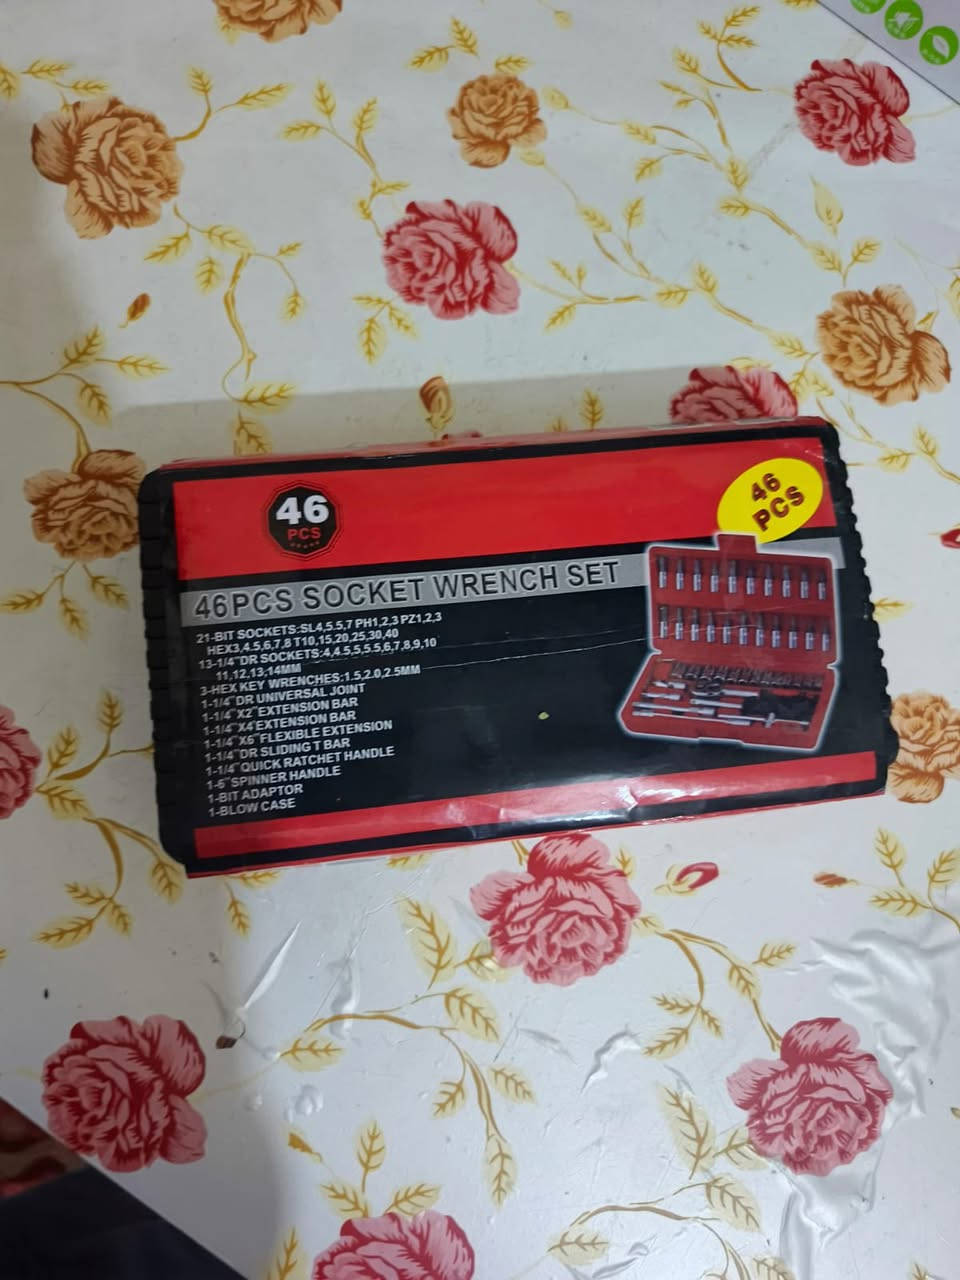 46
PCS
46
PCS
46PCS SOCKET WRENCH SET
21-BIT SOCKETS:SL4,5.5,7 PH1,2,3 PZ1,2,3
HEX3,4,5,6,7,8 T10,15,20,25,30,40
13-1/4"DR SOCKETS:4,4.5,5,5.5,6,7,8,9,10
11,12,13,14MM
3-HEX KEY WRENCHES:1.5,2.0,2.5MM
1-1/4"DR UNIVERSAL JOINT
1-1/4"X2"EXTENSION BAR
1-1/4"X4"EXTENSION BAR
1-1/4"X6"FLEXIBLE EXTENSION
1-1/4"DR SLIDING T BAR
1-1/4"QUICK RATCHET HANDLE
1-6"SPINNER HANDLE
1-BIT ADAPTOR
1-BLOW CASE